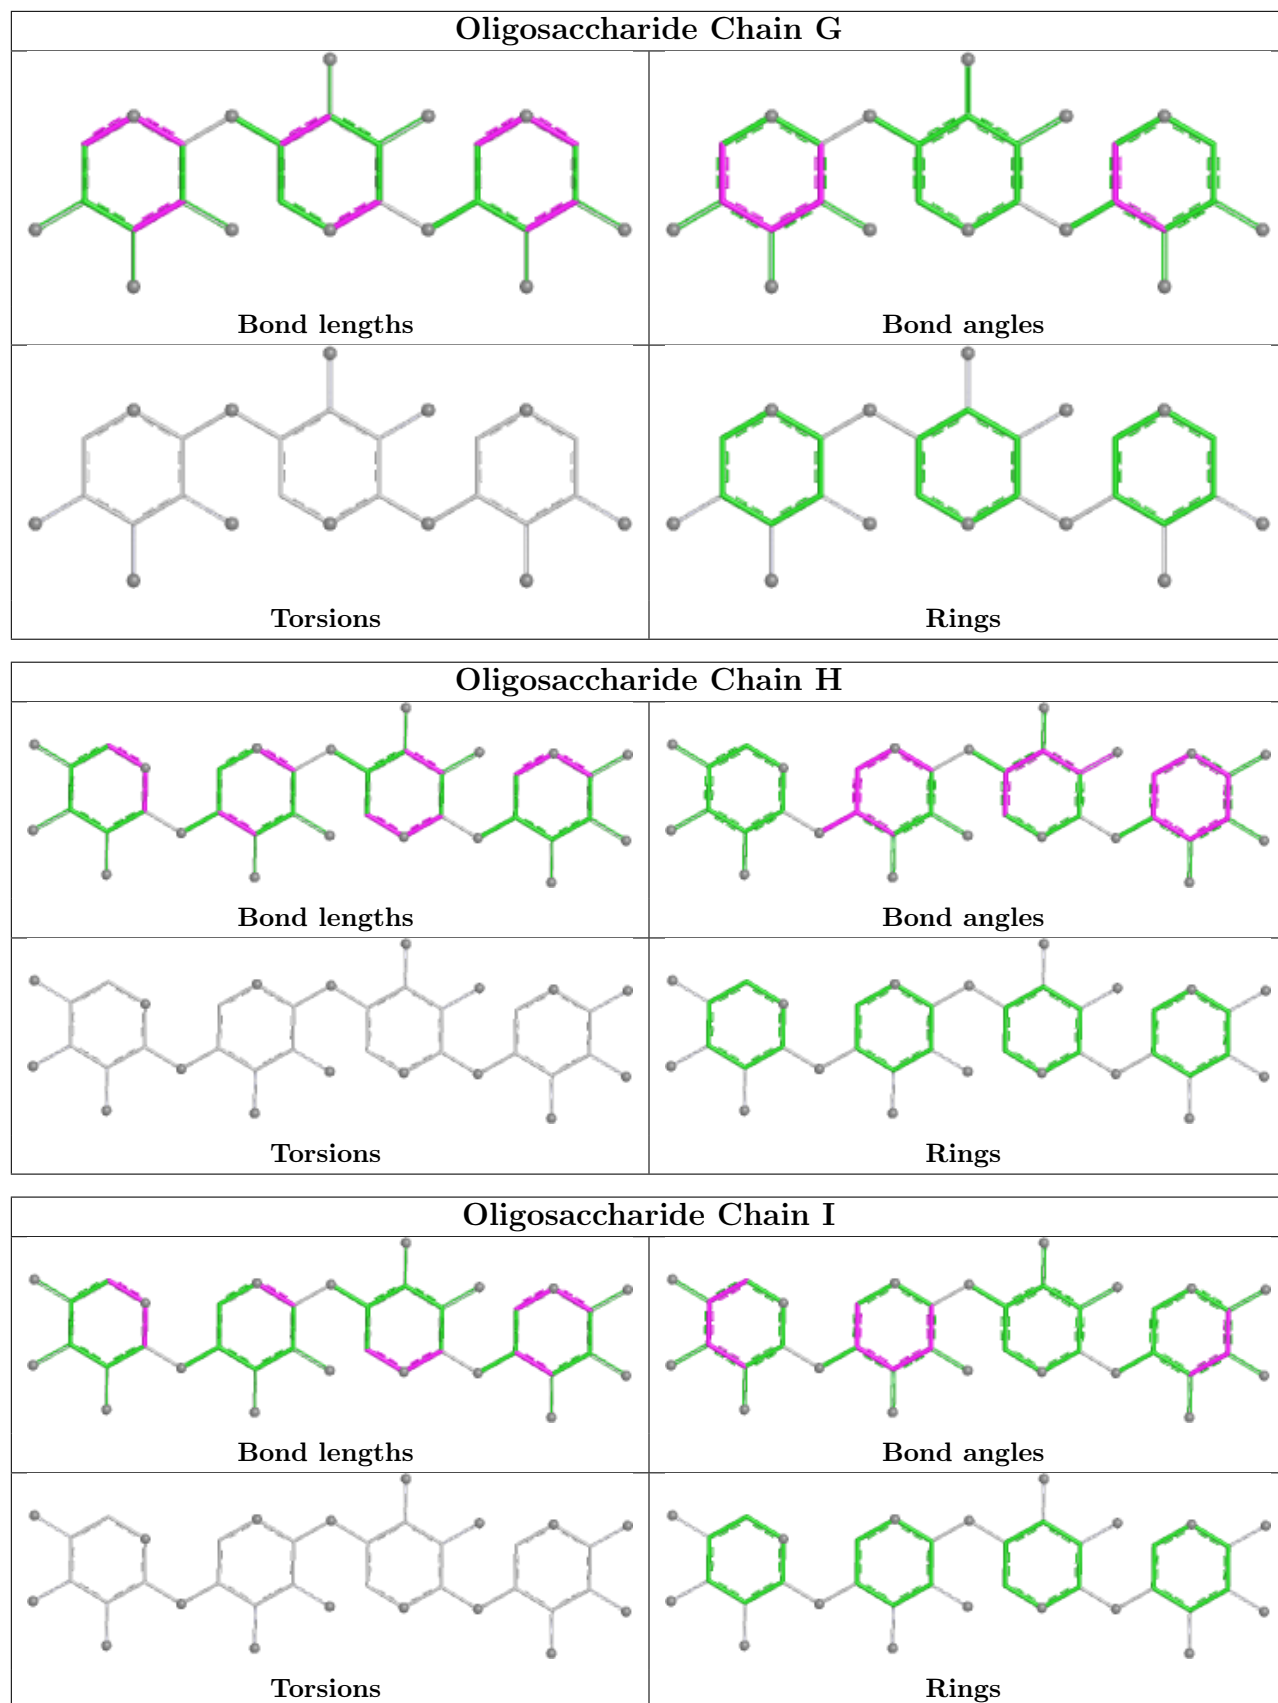 Oligosaccharide Chain G
Bond lengths
Bond angles
Torsions
Rings
Oligosaccharide Chain H
Bond lengths
Bond angles
Torsions
Rings
Oligosaccharide Chain I
Bond lengths
Bond angles
Torsions
Rings